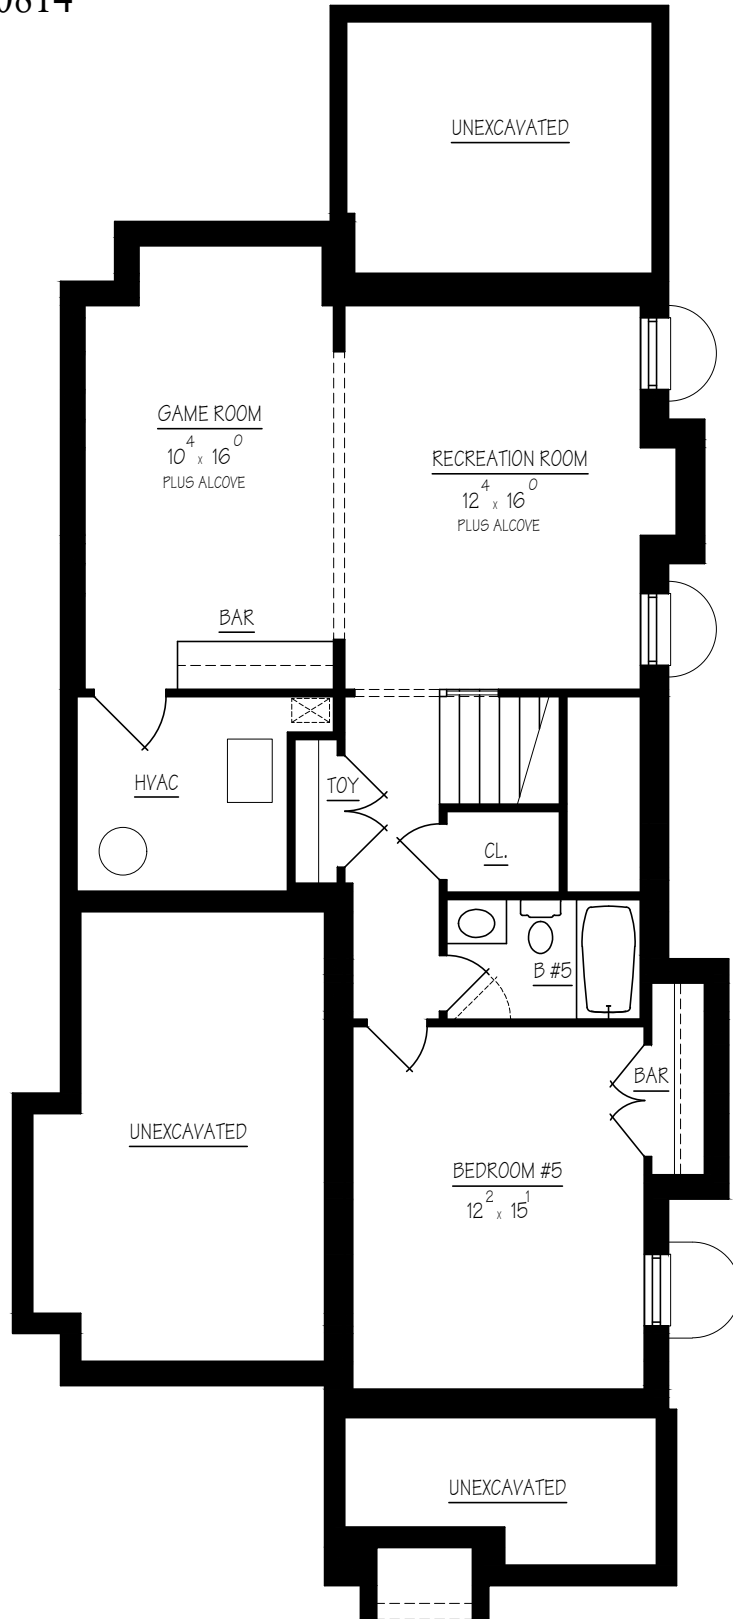 0814
UNEXCAVATED
GAME ROOM
10⁴ x 16⁰
PLUS ALCOVE
RECREATION ROOM
12⁴ x 16⁰
PLUS ALCOVE
BAR
HVAC
TOY
CL.
B #5
BAR
UNEXCAVATED
BEDROOM #5
12² x 15¹
UNEXCAVATED